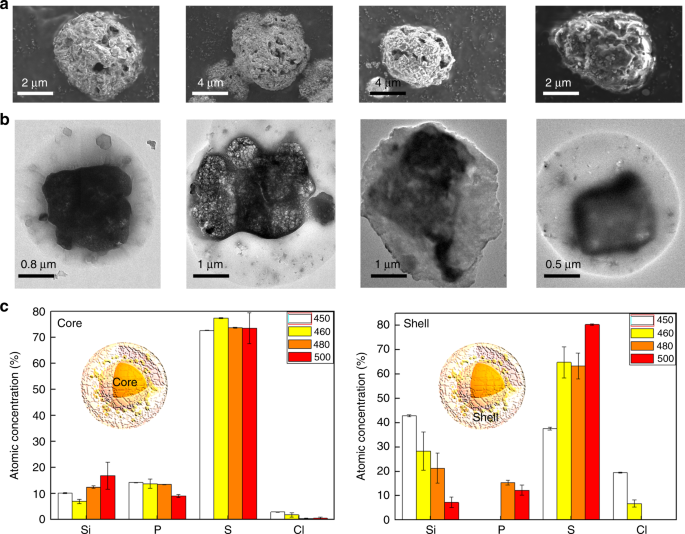 a
2 μm
4 μm
4 μm
2 μm
b
0.8 μm
1 μm
1 μm
0.5 μm
c
Core
Core
450
460
480
500
Atomic concentration (%)
80
70
60
50
40
30
20
10
0
Si P S Cl
Shell
Shell
450
460
480
500
Atomic concentration (%)
80
70
60
50
40
30
20
10
0
Si P S Cl